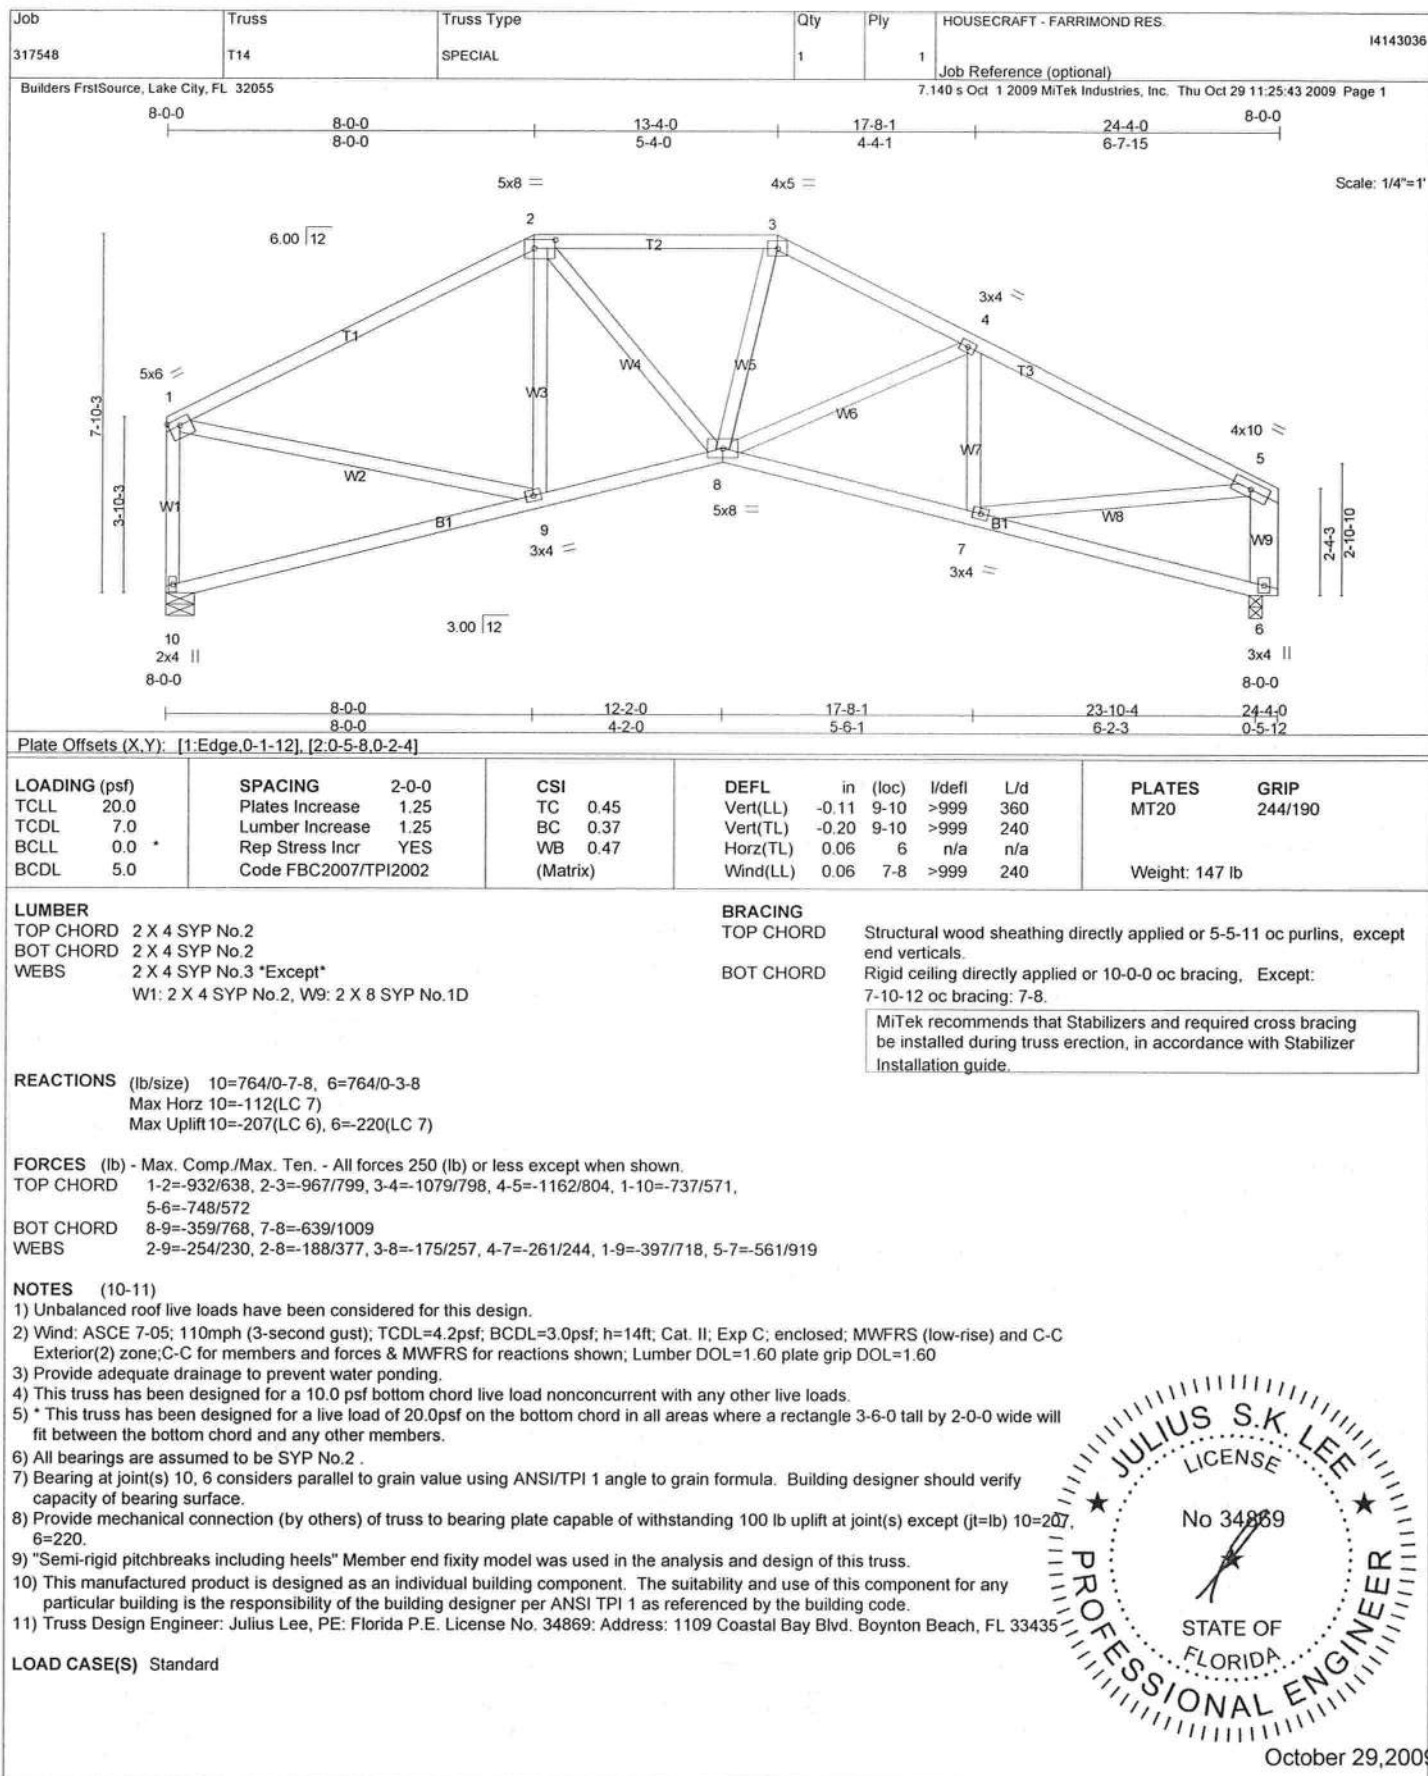 Job Truss Truss Type Qty Ply HOUSECRAFT - FARRIMOND RES.
I4143036
317548 T14 SPECIAL 1 1
Job Reference (optional)
Builders FrstSource, Lake City, FL 32055 7.140 s Oct 1 2009 MiTek Industries, Inc. Thu Oct 29 11:25:43 2009 Page 1
8-0-0 8-0-0 13-4-0 17-8-1 24-4-0 8-0-0
8-0-0 5-4-0 4-4-1 6-7-15
5x8 = 4x5 = Scale: 1/4"=1'
2 3
6.00 12
T2
3x4
4
T1 W4 W5 T3
5x6
1
W3
7-10-3
W6
4x10
5
W7
W2
8
3-10-3
W1
5x8 =
B1
W8
B1
9
3x4 =
W9
2-4-3
2-10-10
7
3x4 =
3.00 12
10
2x4 ||
8-0-0
6
3x4 ||
8-0-0
8-0-0 12-2-0 17-8-1 23-10-4 24-4-0
8-0-0 4-2-0 5-6-1 6-2-3 0-5-12
Plate Offsets (X,Y): [1:Edge,0-1-12], [2:0-5-8,0-2-4]
LOADING (psf) SPACING 2-0-0 CSI DEFL in (loc) l/defl L/d PLATES GRIP
TCLL 20.0 Plates Increase 1.25 TC 0.45 Vert(LL) -0.11 9-10 >999 360 MT20 244/190
TCDL 7.0 Lumber Increase 1.25 BC 0.37 Vert(TL) -0.20 9-10 >999 240
BCLL 0.0 * Rep Stress Incr YES WB 0.47 Horz(TL) 0.06 6 n/a n/a
BCDL 5.0 Code FBC2007/TPI2002 (Matrix) Wind(LL) 0.06 7-8 >999 240 Weight: 147 lb
LUMBER
TOP CHORD 2 X 4 SYP No.2
BOT CHORD 2 X 4 SYP No.2
WEBS 2 X 4 SYP No.3 *Except*
W1: 2 X 4 SYP No.2, W9: 2 X 8 SYP No.1D
BRACING
TOP CHORD Structural wood sheathing directly applied or 5-5-11 oc purlins, except
end verticals.
BOT CHORD Rigid ceiling directly applied or 10-0-0 oc bracing, Except:
7-10-12 oc bracing: 7-8.
MiTek recommends that Stabilizers and required cross bracing
be installed during truss erection, in accordance with Stabilizer
Installation guide.
REACTIONS (lb/size) 10=764/0-7-8, 6=764/0-3-8
Max Horz 10=-112(LC 7)
Max Uplift 10=-207(LC 6), 6=-220(LC 7)
FORCES (lb) - Max. Comp./Max. Ten. - All forces 250 (lb) or less except when shown.
TOP CHORD 1-2=-932/638, 2-3=-967/799, 3-4=-1079/798, 4-5=-1162/804, 1-10=-737/571,
5-6=-748/572
BOT CHORD 8-9=-359/768, 7-8=-639/1009
WEBS 2-9=-254/230, 2-8=-188/377, 3-8=-175/257, 4-7=-261/244, 1-9=-397/718, 5-7=-561/919
NOTES (10-11)
1) Unbalanced roof live loads have been considered for this design.
2) Wind: ASCE 7-05; 110mph (3-second gust); TCDL=4.2psf; BCDL=3.0psf; h=14ft; Cat. II; Exp C; enclosed; MWFRS (low-rise) and C-C
Exterior(2) zone;C-C for members and forces & MWFRS for reactions shown; Lumber DOL=1.60 plate grip DOL=1.60
3) Provide adequate drainage to prevent water ponding.
4) This truss has been designed for a 10.0 psf bottom chord live load nonconcurrent with any other live loads.
5) * This truss has been designed for a live load of 20.0psf on the bottom chord in all areas where a rectangle 3-6-0 tall by 2-0-0 wide will
fit between the bottom chord and any other members.
6) All bearings are assumed to be SYP No.2 .
7) Bearing at joint(s) 10, 6 considers parallel to grain value using ANSI/TPI 1 angle to grain formula. Building designer should verify
capacity of bearing surface.
8) Provide mechanical connection (by others) of truss to bearing plate capable of withstanding 100 lb uplift at joint(s) except (jt=lb) 10=207,
6=220.
9) "Semi-rigid pitchbreaks including heels" Member end fixity model was used in the analysis and design of this truss.
10) This manufactured product is designed as an individual building component. The suitability and use of this component for any
particular building is the responsibility of the building designer per ANSI TPI 1 as referenced by the building code.
11) Truss Design Engineer: Julius Lee, PE: Florida P.E. License No. 34869: Address: 1109 Coastal Bay Blvd. Boynton Beach, FL 33435
LOAD CASE(S) Standard
JULIUS S.K. LEE
LICENSE
No 34869
STATE OF
FLORIDA
PROFESSIONAL ENGINEER
October 29,2009